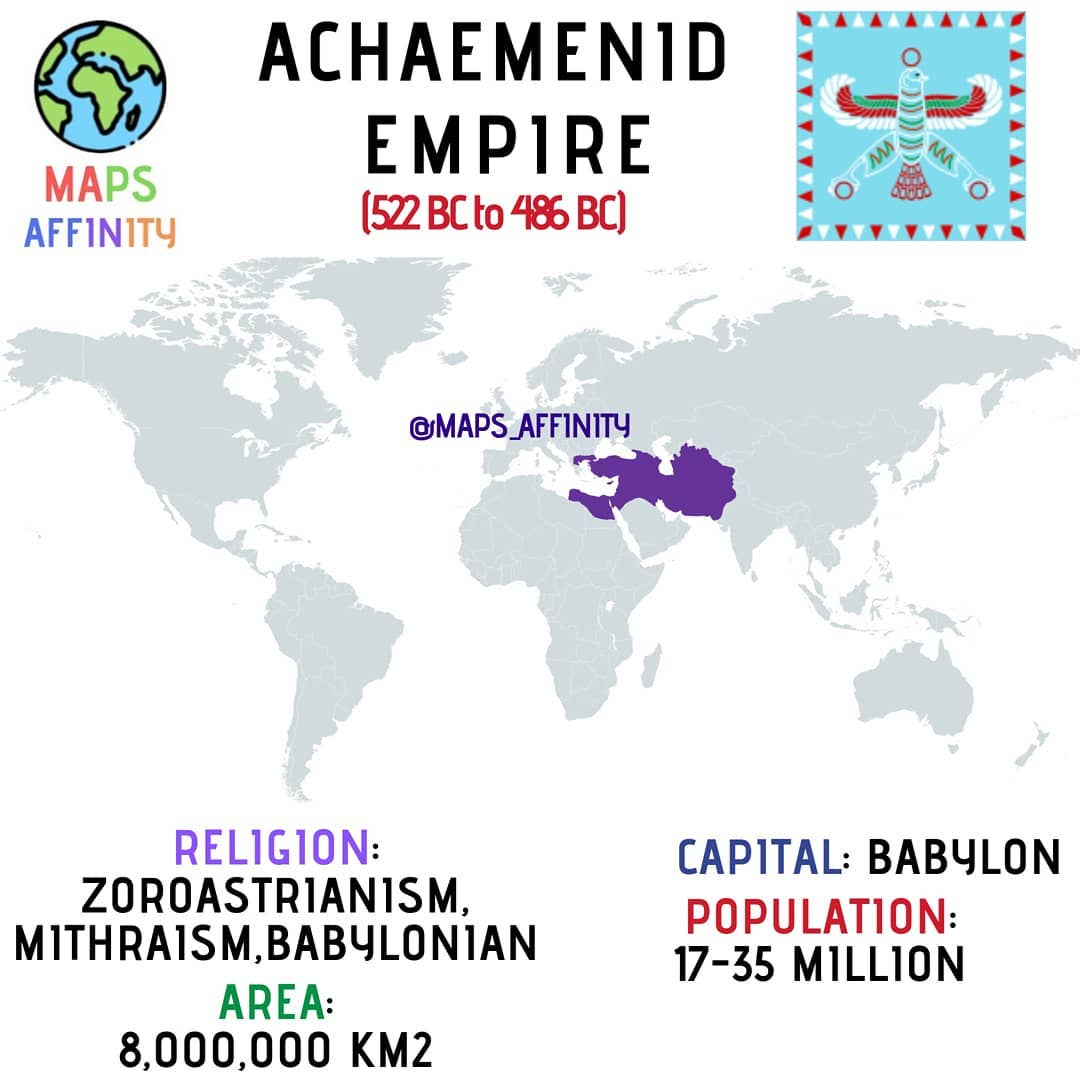 MAPS
AFFINITY
ACHAEMENID
EMPIRE
(522 BC to 486 BC)
@MAPS_AFFINITY
RELIGION:
ZOROASTRIANISM,
MITHRAISM,BABYLONIAN
AREA:
8,000,000 KM2
CAPITAL: BABYLON
POPULATION:
17-35 MILLION